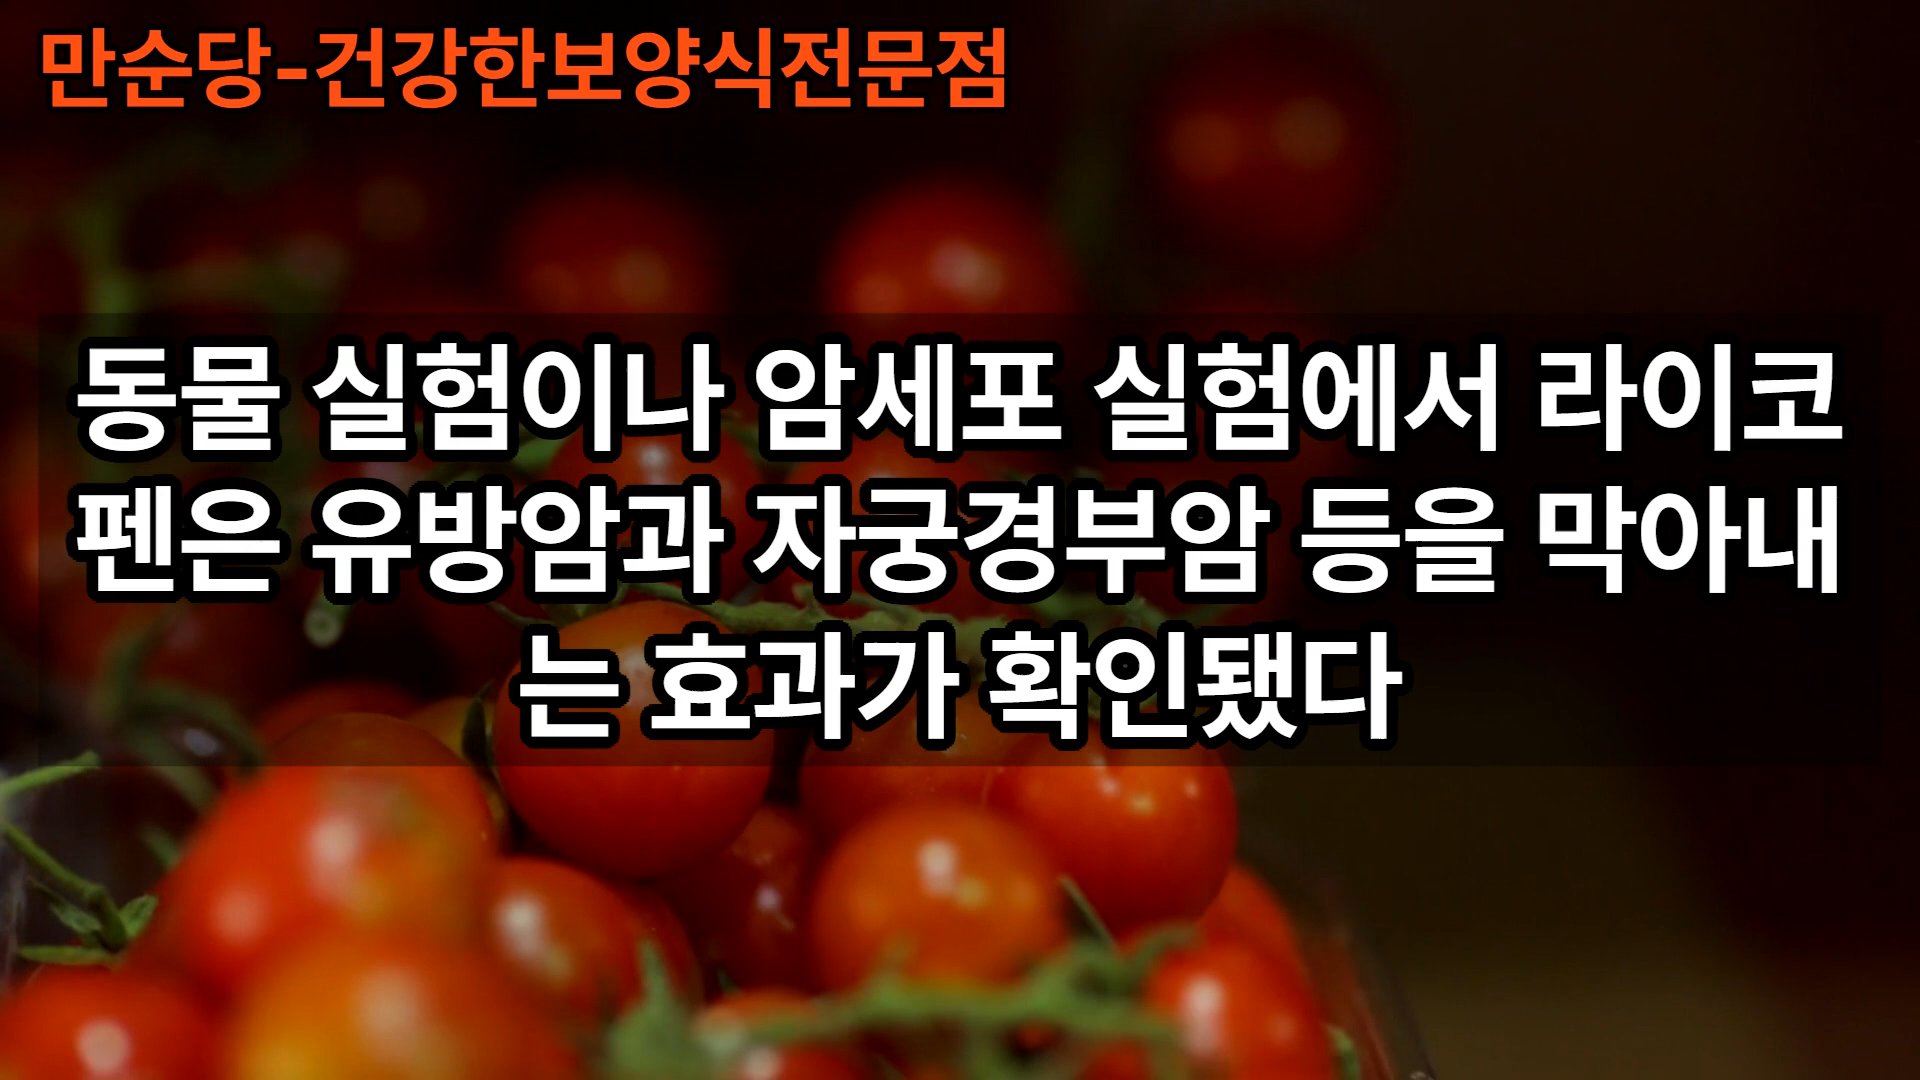 만순당-건강한보양식전문점
동물 실험이나 암세포 실험에서 라이코
펜은 유방암과 자궁경부암 등을 막아내
는 효과가 확인됐다